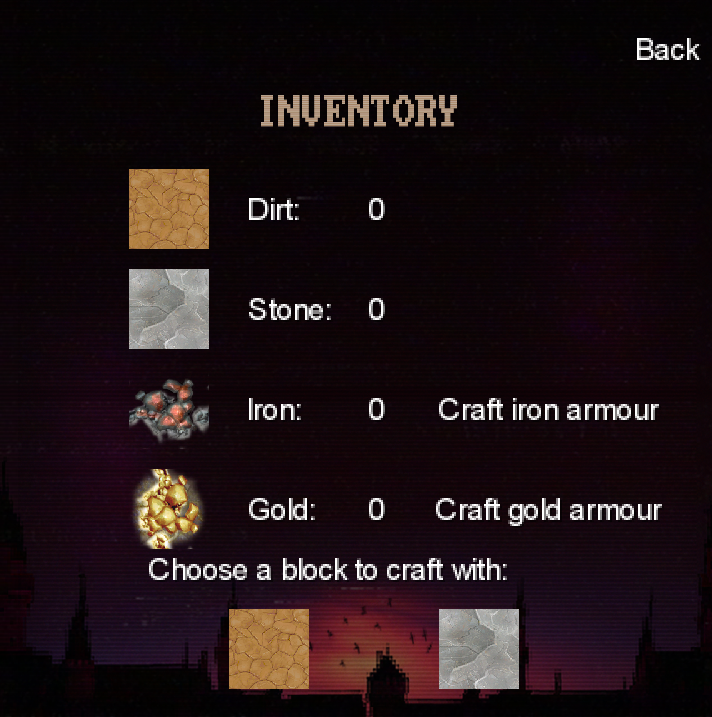 Back
INVENTORY
Dirt: 0
Stone: 0
Iron: 0 Craft iron armour
Gold: 0 Craft gold armour
Choose a block to craft with: